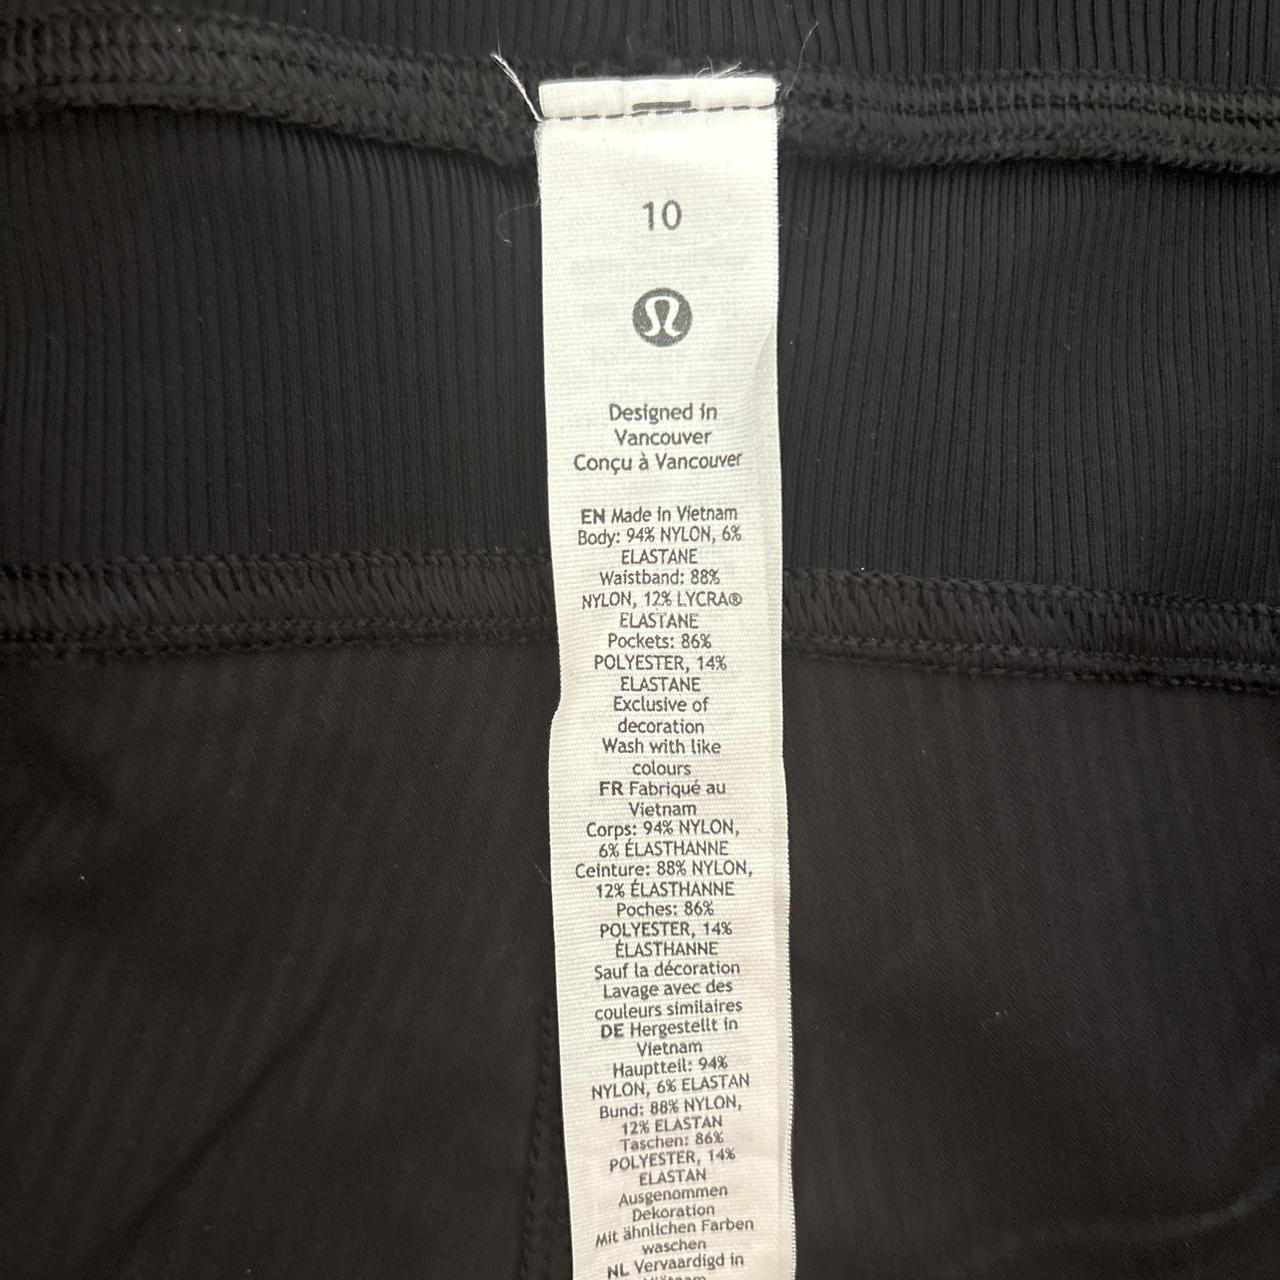 10
Designed in
Vancouver
Conçu à Vancouver
EN Made in Vietnam
Body: 94% NYLON, 6%
ELASTANE
Waistband: 88%
NYLON, 12% LYCRA®
ELASTANE
Pockets: 86%
POLYESTER, 14%
ELASTANE
Exclusive of
decoration
Wash with like
colours
FR Fabriqué au
Vietnam
Corps: 94% NYLON,
6% ÉLASTHANNE
Ceinture: 88% NYLON,
12% ÉLASTHANNE
Poches: 86%
POLYESTER, 14%
ÉLASTHANNE
Sauf la décoration
Lavage avec des
couleurs similaires
DE Hergestellt in
Vietnam
Hauptteil: 94%
NYLON, 6% ELASTAN
Bund: 88% NYLON,
12% ELASTAN
Taschen: 86%
POLYESTER, 14%
ELASTAN
Ausgenommen
Dekoration
Mit ähnlichen Farben
waschen
NL Vervaardigd in